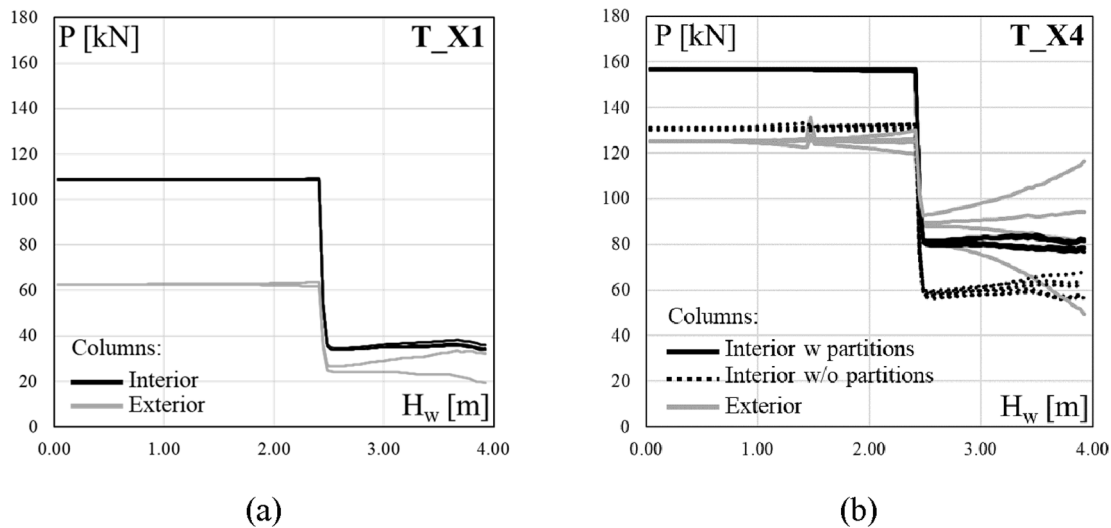 180
P [kN] T_X1
160
140
120
100
80
60
40
Columns:
Interior
20
Exterior
H_w [m]
0
0.00 1.00 2.00 3.00 4.00
(a)
180
P [kN] T_X4
160
140
120
100
80
60
40
20
0
Columns:
Interior w partitions
Interior w/o partitions
Exterior
H_w [m]
0.00 1.00 2.00 3.00 4.00
(b)